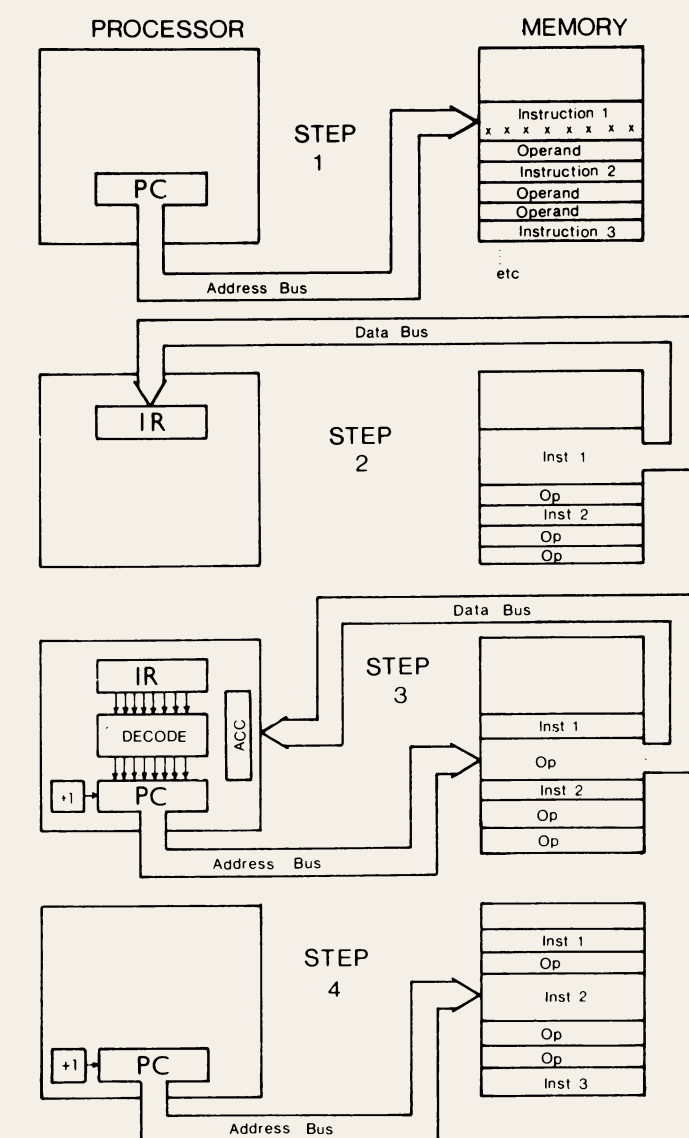 PROCESSOR
MEMORY
STEP
1
PC
Address Bus
Instruction 1
x x x x x x x x
Operand
Instruction 2
Operand
Operand
Instruction 3
etc
Data Bus
IR
STEP
2
Inst 1
Op
Inst 2
Op
Op
Data Bus
IR
DECODE
ACC
+1
PC
STEP
3
Address Bus
Inst 1
Op
Inst 2
Op
Op
STEP
4
+1
PC
Address Bus
Inst 1
Op
Inst 2
Op
Op
Inst 3